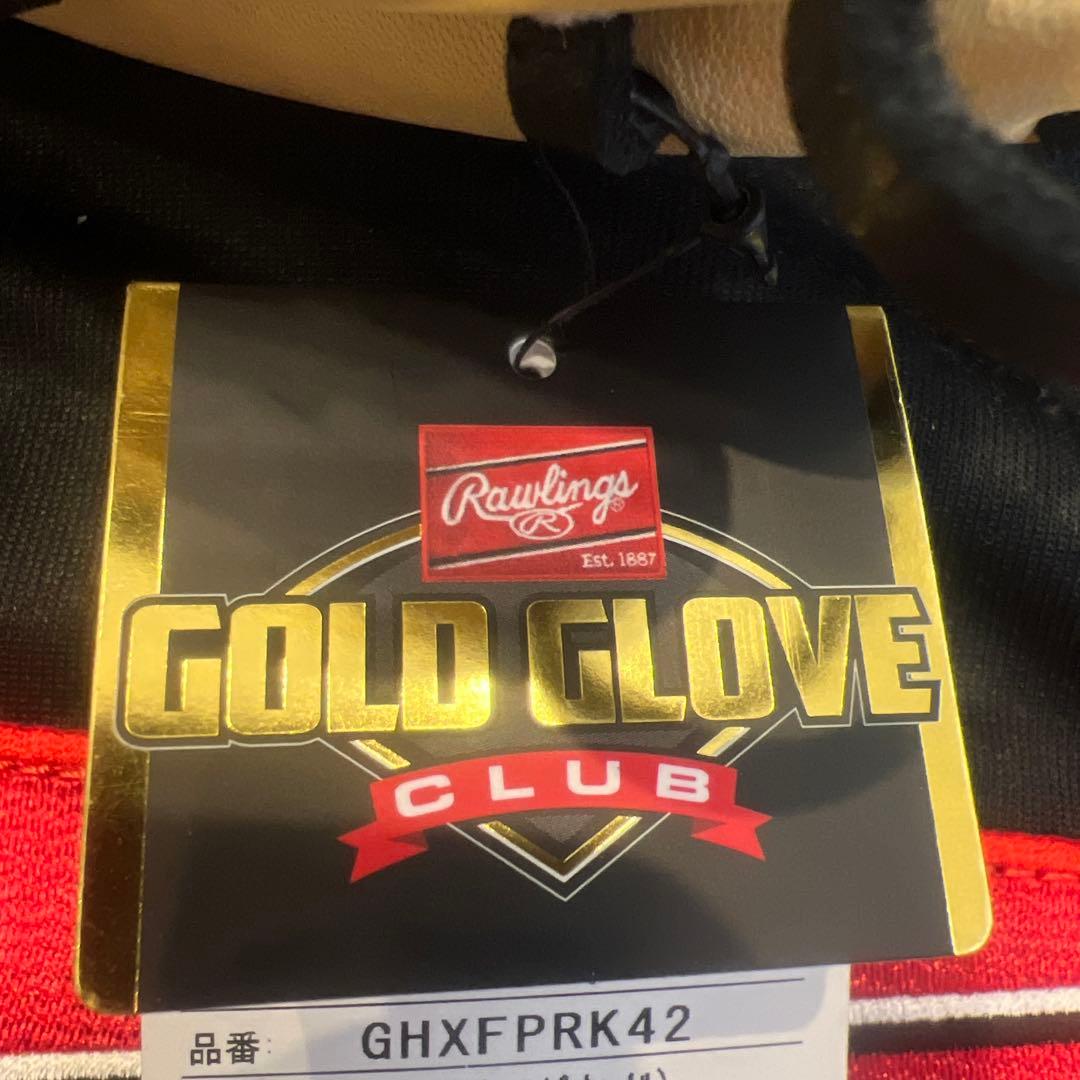 Rawlings®
R
Est. 1887
GOLD GLOVE
CLUB
品番: GHXFPRK42